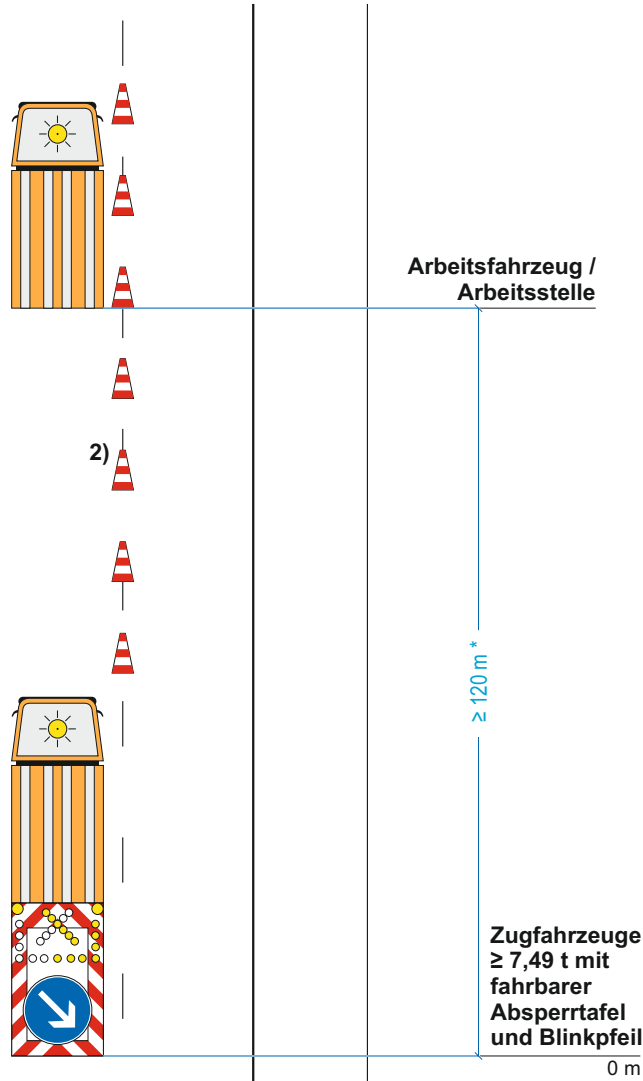 Arbeitsfahrzeug /
Arbeitsstelle
2)
≥ 120 m *
Zugfahrzeuge
≥ 7,49 t mit
fahrbarer
Absperrtafel
und Blinkpfeil
0 m